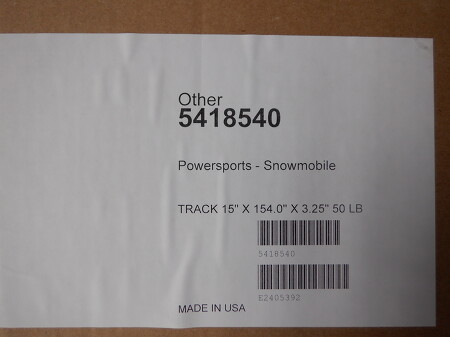 Other
5418540
Powersports - Snowmobile
TRACK 15" X 154.0" X 3.25" 50 LB
5418540
E2405392
MADE IN USA